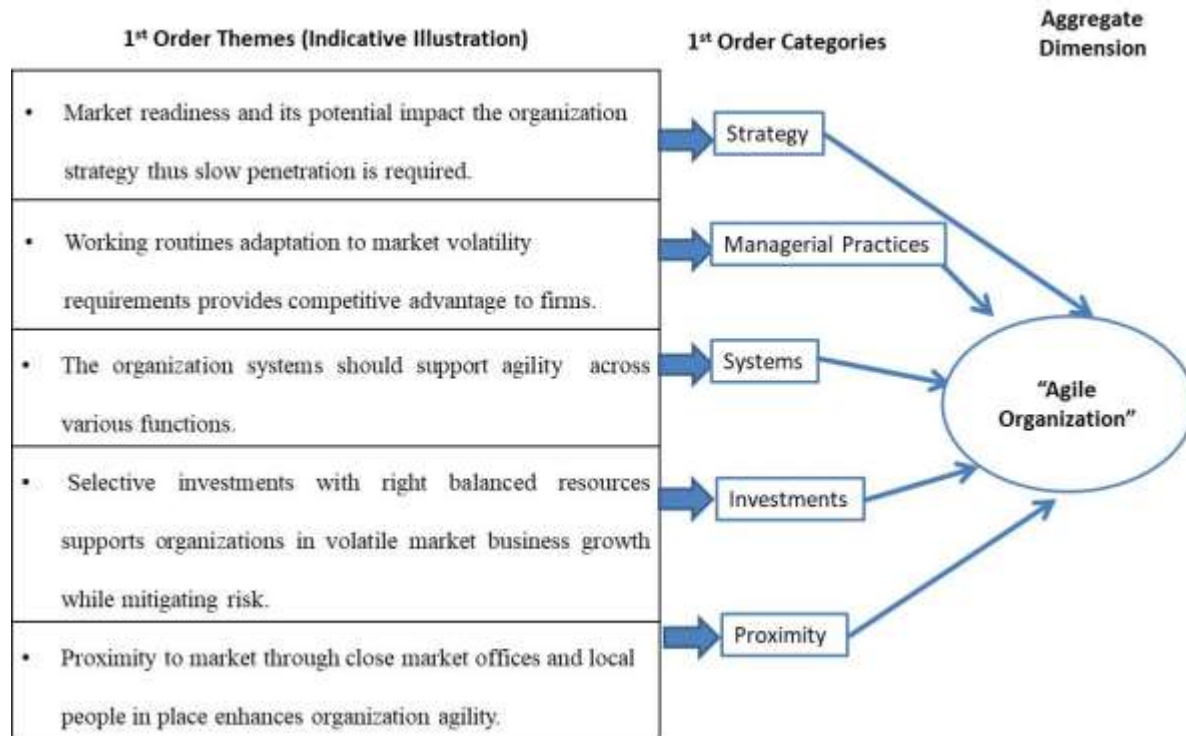 1st Order Themes (Indicative Illustration)
1st Order Categories
Aggregate
Dimension
• Market readiness and its potential impact the organization
strategy thus slow penetration is required.
Strategy
• Working routines adaptation to market volatility
requirements provides competitive advantage to firms.
Managerial Practices
• The organization systems should support agility across
various functions.
Systems
• Selective investments with right balanced resources
supports organizations in volatile market business growth
while mitigating risk.
Investments
• Proximity to market through close market offices and local
people in place enhances organization agility.
Proximity
“Agile
Organization”